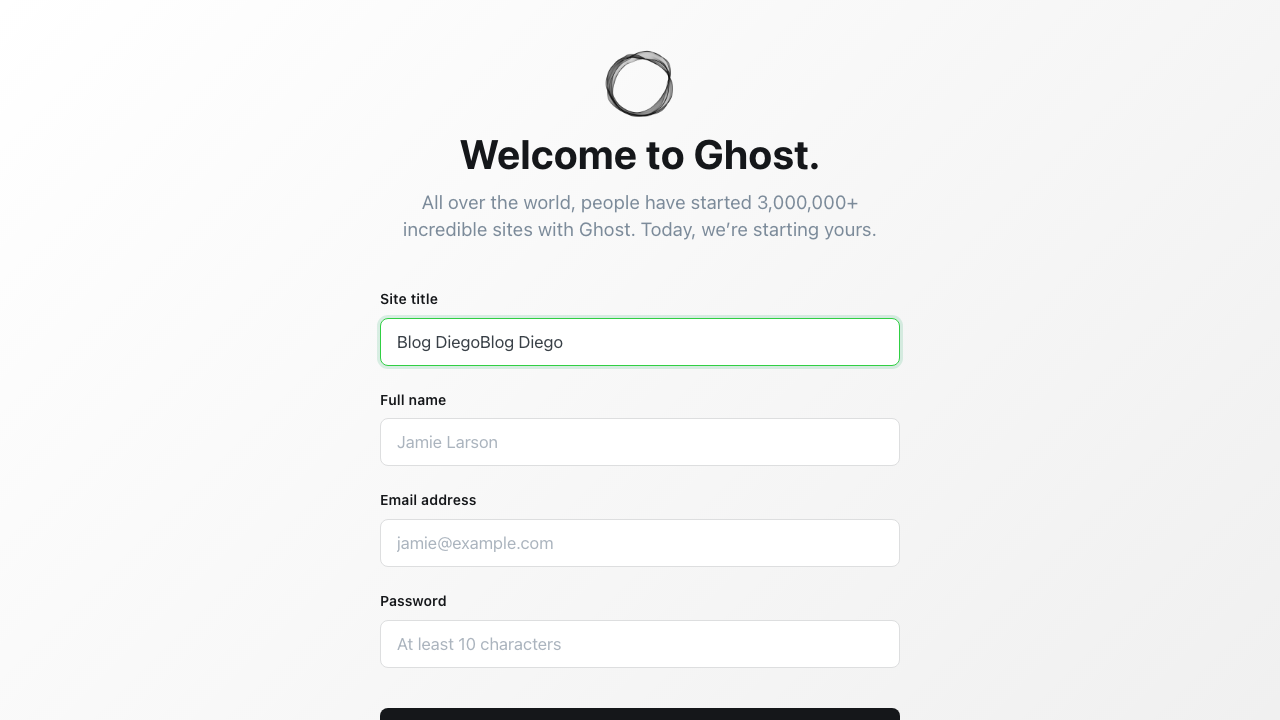 Welcome to Ghost.
All over the world, people have started 3,000,000+
incredible sites with Ghost. Today, we’re starting yours.
Site title
Blog DiegoBlog Diego
Full name
Jamie Larson
Email address
jamie@example.com
Password
At least 10 characters